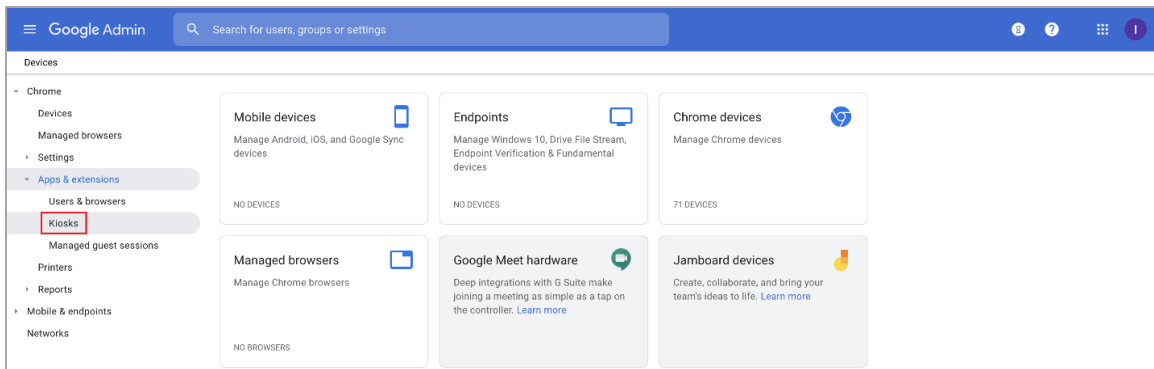 Google Admin
Search for users, groups or settings
I
Devices
Chrome
Devices
Managed browsers
Settings
Apps & extensions
Users & browsers
Kiosks
Managed guest sessions
Printers
Reports
Mobile & endpoints
Networks
Mobile devices
Manage Android, iOS, and Google Sync
devices
NO DEVICES
Endpoints
Manage Windows 10, Drive File Stream,
Endpoint Verification & Fundamental
devices
NO DEVICES
Chrome devices
Manage Chrome devices
71 DEVICES
Managed browsers
Manage Chrome browsers
NO BROWSERS
Google Meet hardware
Deep integrations with G Suite make
joining a meeting as simple as a tap on
the controller. Learn more
Jamboard devices
Create, collaborate, and bring your
team's ideas to life. Learn more